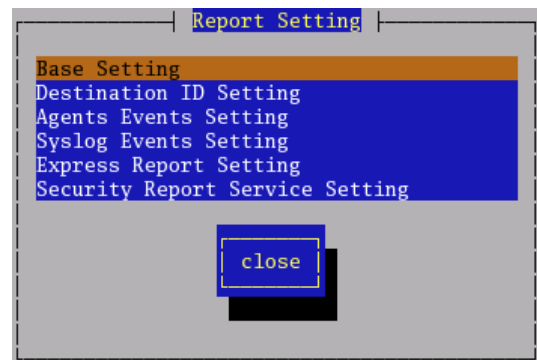 Report Setting
Base Setting
Destination ID Setting
Agents Events Setting
Syslog Events Setting
Express Report Setting
Security Report Service Setting
close